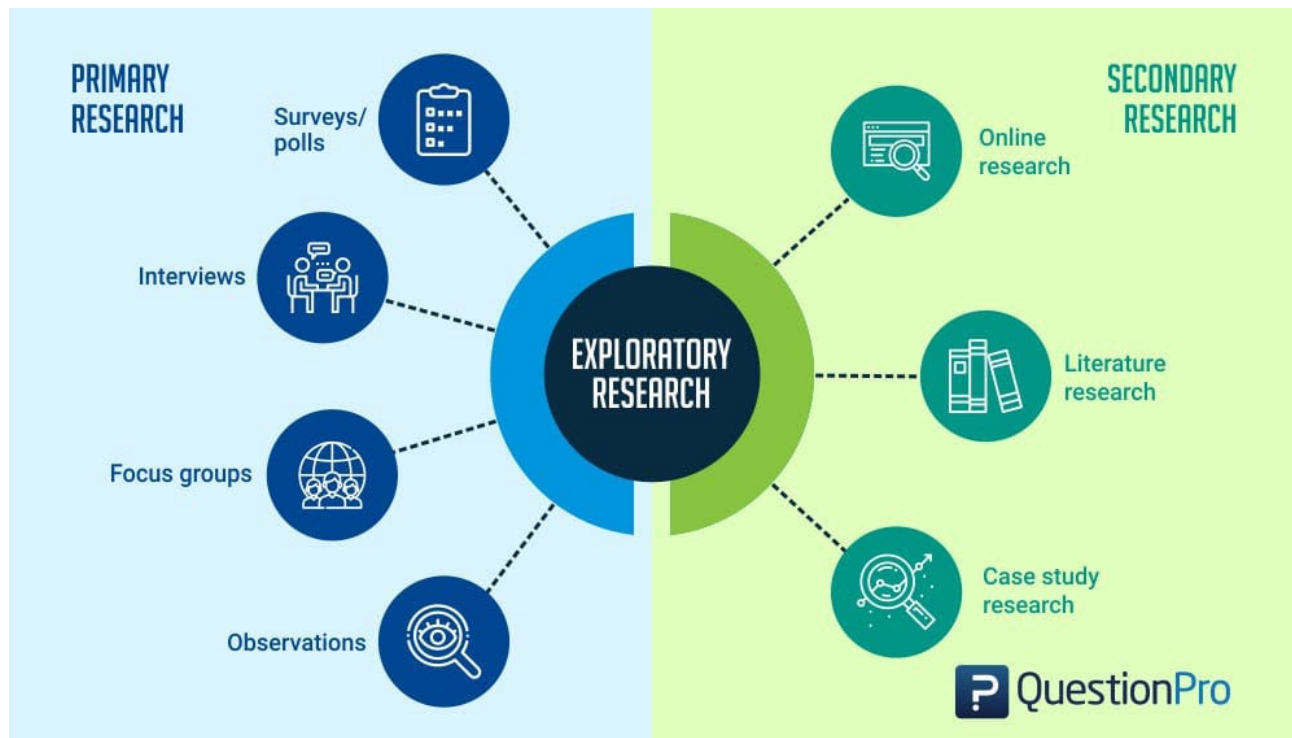 PRIMARY
RESEARCH
Surveys/
polls
Interviews
Focus groups
Observations
EXPLORATORY
RESEARCH
SECONDARY
RESEARCH
Online
research
Literature
research
Case study
research
QuestionPro